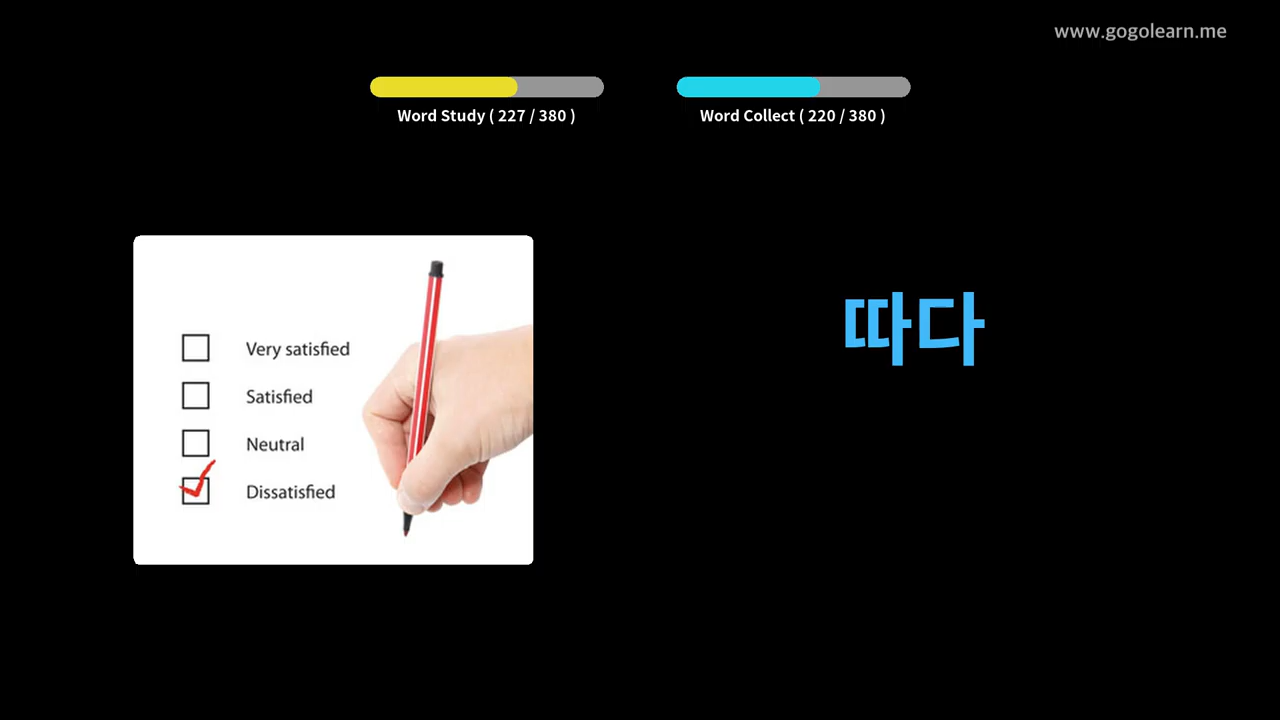 www.gogolearn.me
Word Study ( 227 / 380 )
Word Collect ( 220 / 380 )
Very satisfied
Satisfied
Neutral
Dissatisfied
따다